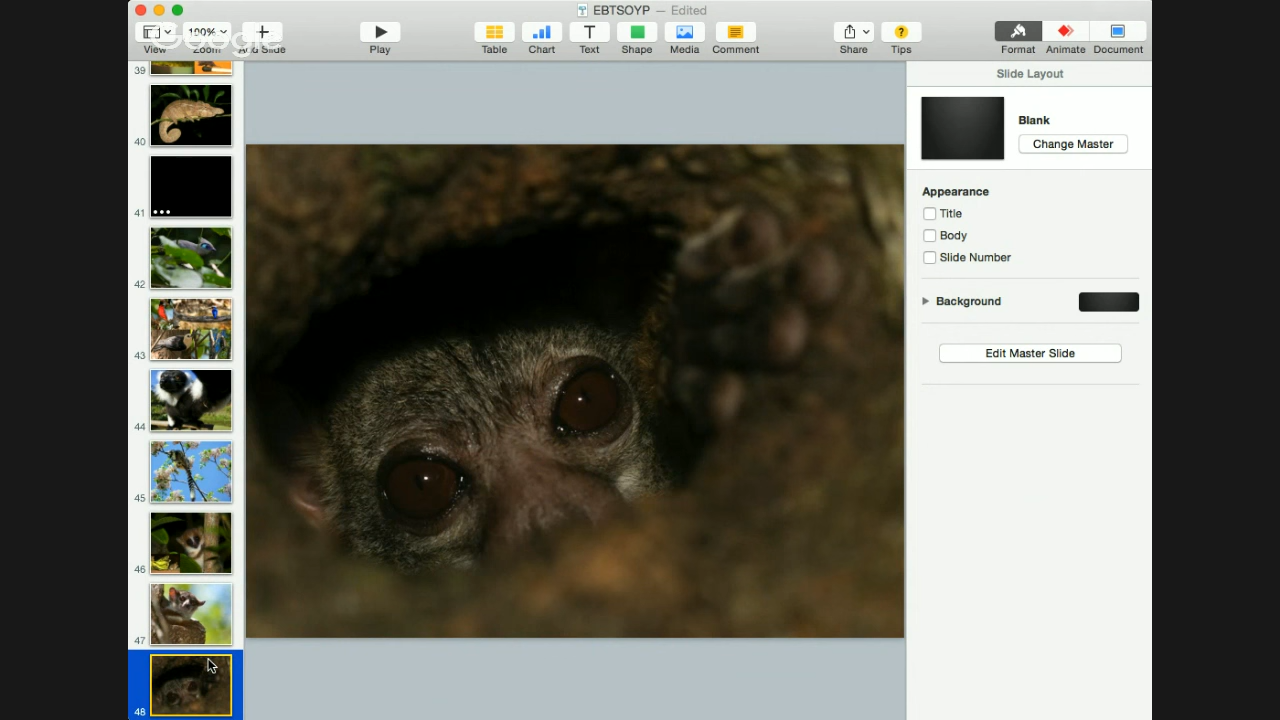 EBTSOYP — Edited
100%
Google
View
Zoom
Add Slide
Play
Table
Chart
Text
Shape
Media
Comment
Share
Tips
Format
Animate
Document
39
40
41
42
43
44
45
46
47
48
Slide Layout
Blank
Change Master
Appearance
Title
Body
Slide Number
Background
Edit Master Slide